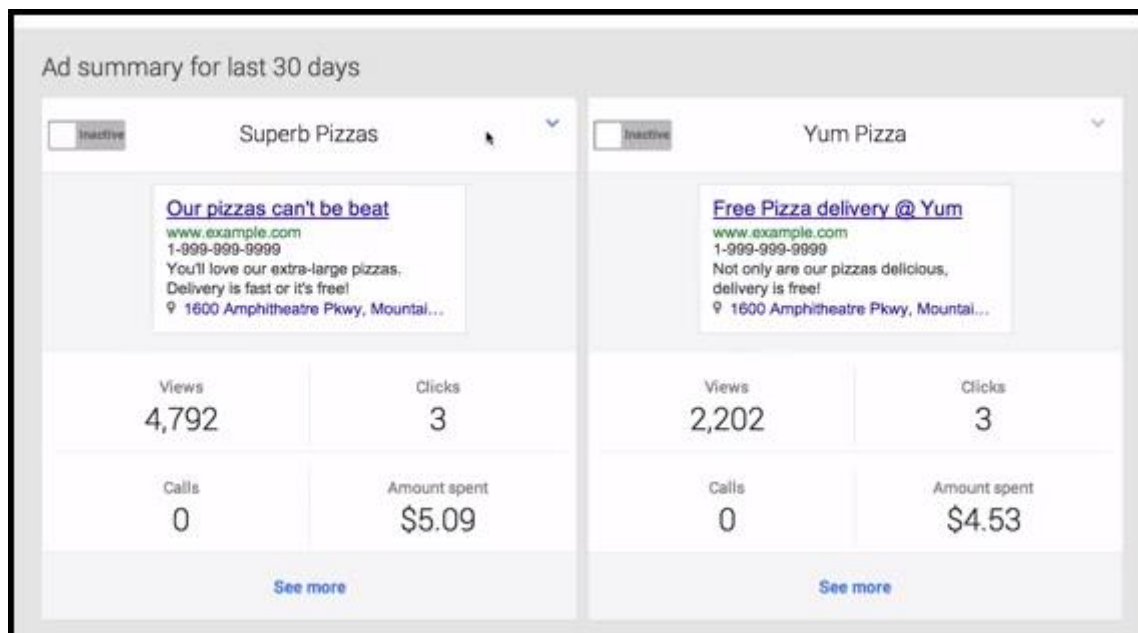 Ad summary for last 30 days
Inactive
Superb Pizzas
Our pizzas can't be beat
www.example.com
1-999-999-9999
You'll love our extra-large pizzas.
Delivery is fast or it's free!
1600 Amphitheatre Pkwy, Mountai...
Views
4,792
Clicks
3
Calls
0
Amount spent
$5.09
See more
Inactive
Yum Pizza
Free Pizza delivery @ Yum
www.example.com
1-999-999-9999
Not only are our pizzas delicious,
delivery is free!
1600 Amphitheatre Pkwy, Mountai...
Views
2,202
Clicks
3
Calls
0
Amount spent
$4.53
See more